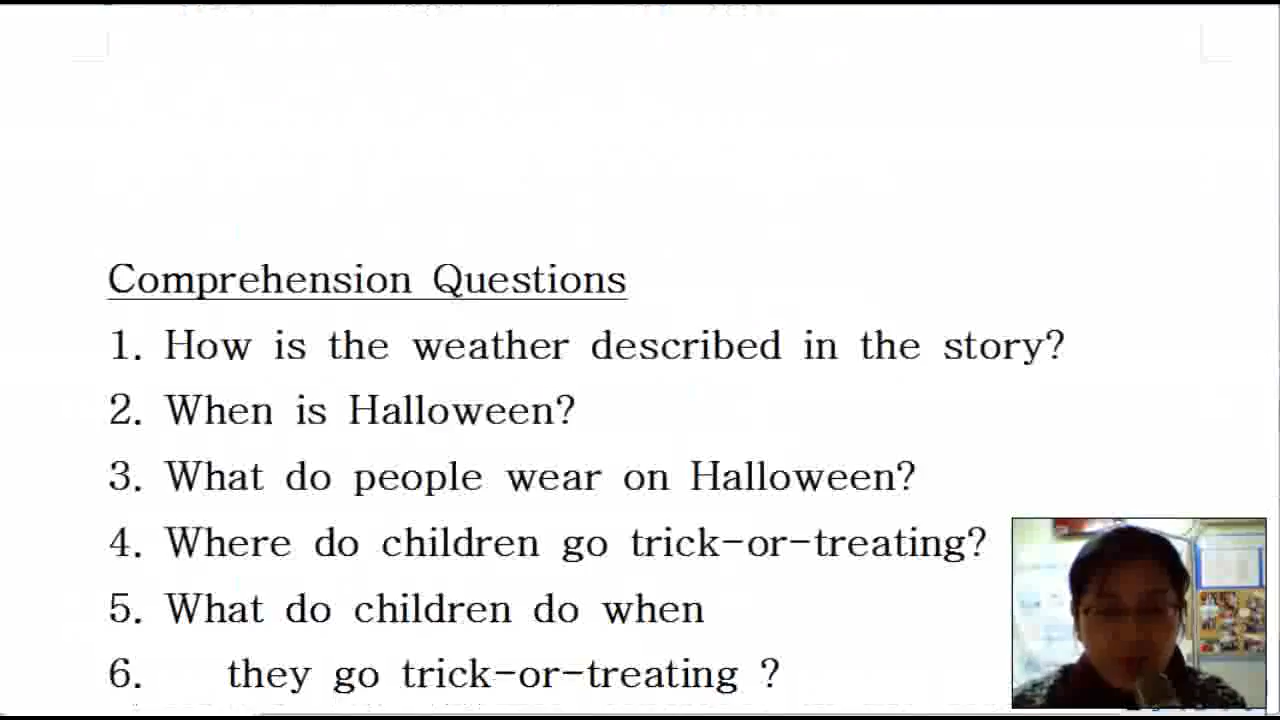 Comprehension Questions
1. How is the weather described in the story?
2. When is Halloween?
3. What do people wear on Halloween?
4. Where do children go trick-or-treating?
5. What do children do when
6. they go trick-or-treating ?